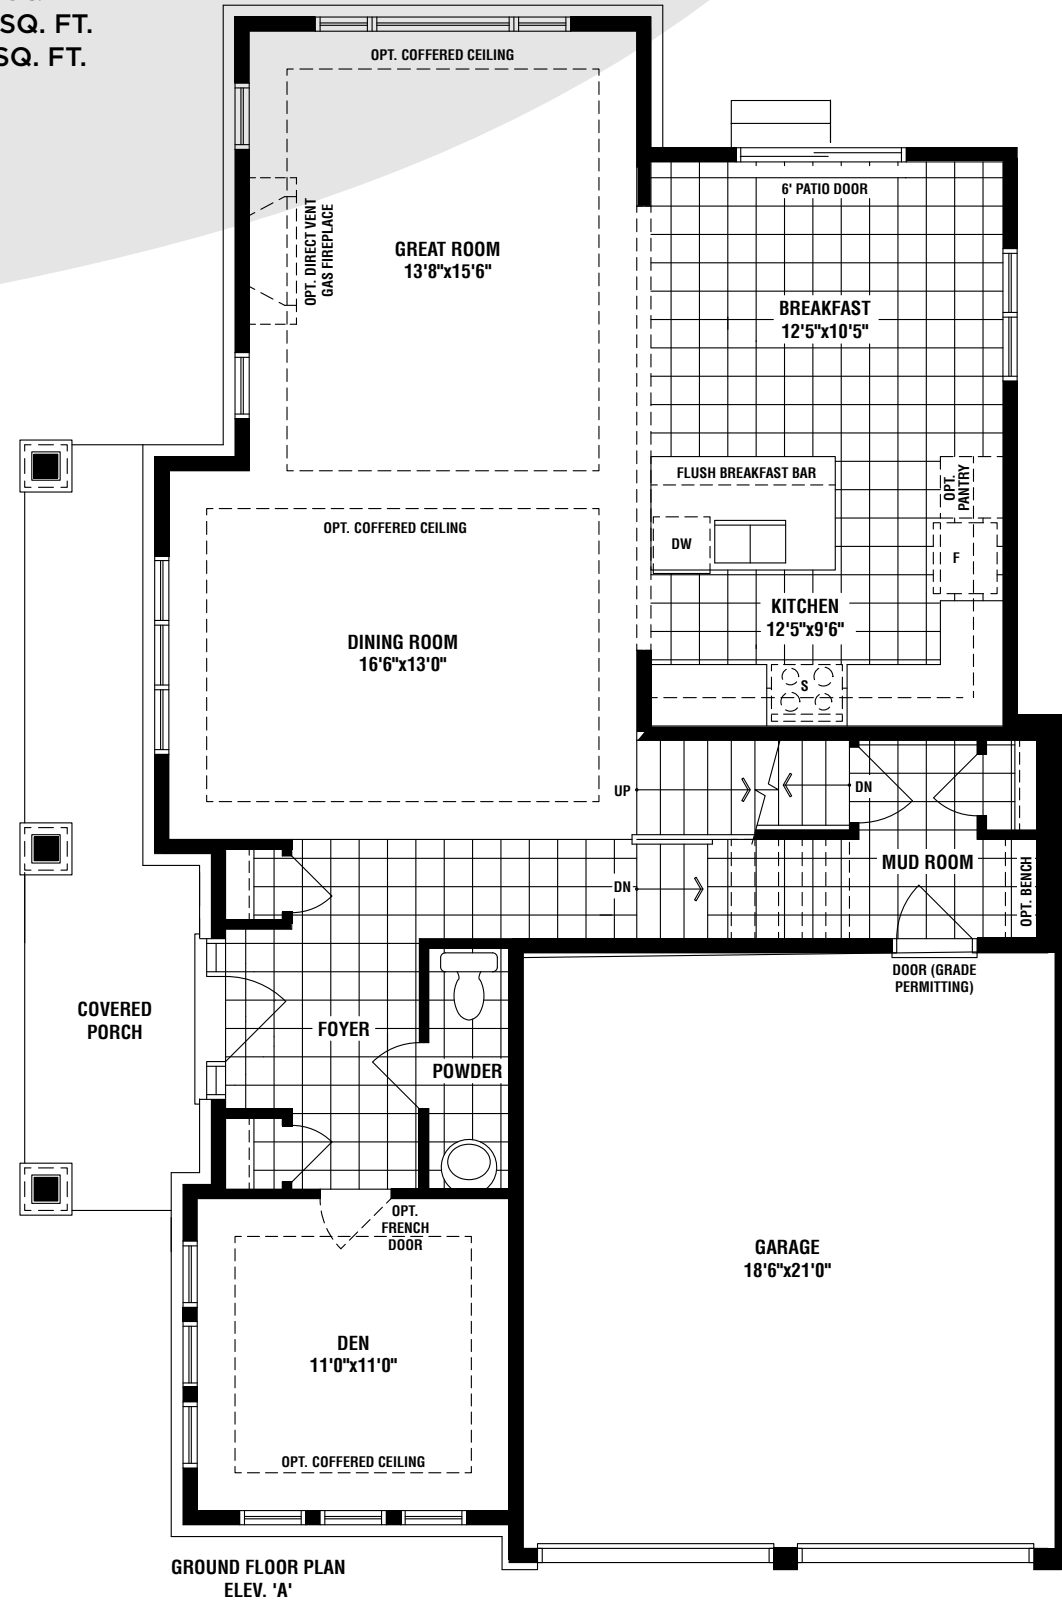 SQ. FT.
SQ. FT.
OPT. COFFERED CEILING
6' PATIO DOOR
OPT. DIRECT VENT
GAS FIREPLACE
GREAT ROOM
13'8"x15'6"
BREAKFAST
12'5"x10'5"
FLUSH BREAKFAST BAR
OPT.
PANTRY
OPT. COFFERED CEILING
DW
F
KITCHEN
12'5"x9'6"
DINING ROOM
16'6"x13'0"
S
UP
DN
MUD ROOM
OPT. BENCH
DN
DOOR (GRADE
PERMITTING)
COVERED
PORCH
FOYER
POWDER
OPT.
FRENCH
DOOR
GARAGE
18'6"x21'0"
DEN
11'0"x11'0"
OPT. COFFERED CEILING
GROUND FLOOR PLAN
ELEV. 'A'